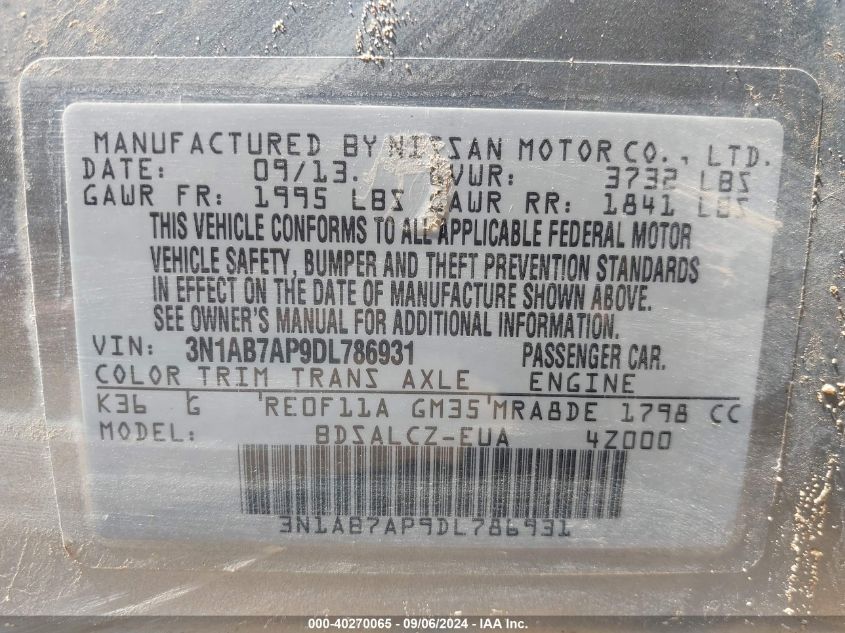 MANUFACTURED BY NISSAN MOTOR CO., LTD.
DATE: 09/13. GVWR: 3732 LBS
GAWR FR: 1995 LBS GAWR RR: 1841 LBS
THIS VEHICLE CONFORMS TO ALL APPLICABLE FEDERAL MOTOR
VEHICLE SAFETY, BUMPER AND THEFT PREVENTION STANDARDS
IN EFFECT ON THE DATE OF MANUFACTURE SHOWN ABOVE.
SEE OWNER'S MANUAL FOR ADDITIONAL INFORMATION.
VIN: 3N1AB7AP9DL786931 PASSENGER CAR.
COLOR TRIM TRANS AXLE ENGINE
K36 G RE0F11A GM35 MRA8DE 1798 CC
MODEL: BDSALCZ-EUA 4Z000
3N1AB7AP9DL786931
000-40270065 - 09/06/2024 - IAA Inc.